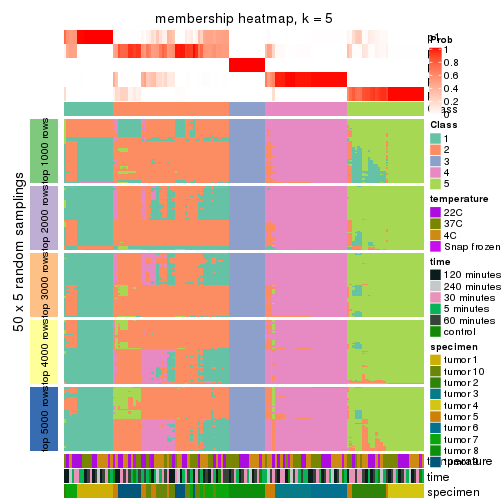 membership heatmap, k = 5
50 x 5 random samplings
top 1000 rows
top 2000 rows
top 3000 rows
top 4000 rows
top 5000 rows
p1
Prob
1
0.8
0.6
0.4
0.2
0
Class
Class
1
2
3
4
5
temperature
22C
37C
4C
Snap frozen
time
120 minutes
240 minutes
30 minutes
5 minutes
60 minutes
control
specimen
tumor 1
tumor 10
tumor 2
tumor 3
tumor 4
tumor 5
tumor 6
tumor 7
tumor 8
tumor 9
temperature
time
specimen